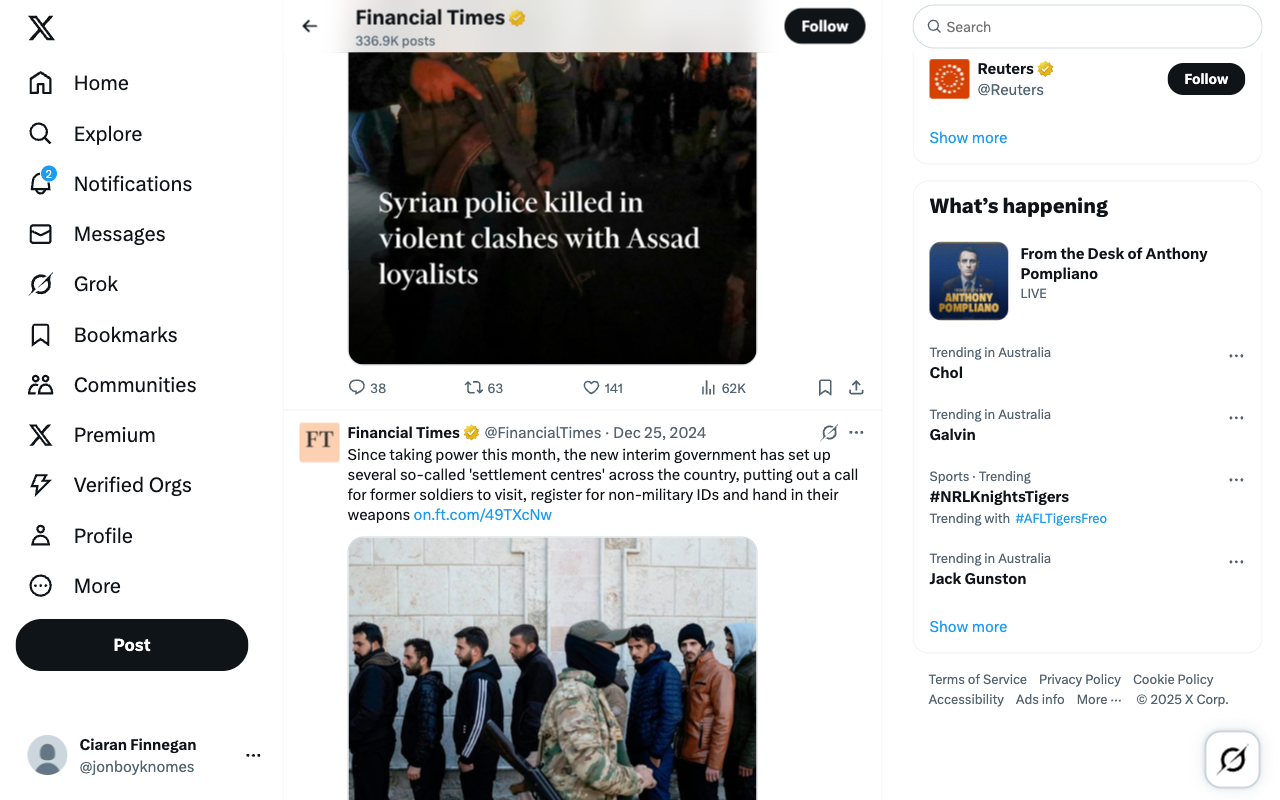 Home
Explore
2
Notifications
Messages
Grok
Bookmarks
Communities
Premium
Verified Orgs
Profile
More
Post
Ciaran Finnegan
@jonboyknomes
Financial Times
336.9K posts
Follow
Syrian police killed in
violent clashes with Assad
loyalists
38 63 141 62K
FT
Financial Times @FinancialTimes · Dec 25, 2024
Since taking power this month, the new interim government has set up
several so-called 'settlement centres' across the country, putting out a call
for former soldiers to visit, register for non-military IDs and hand in their
weapons on.ft.com/49TXcNw
Search
Reuters
@Reuters
Follow
Show more
What's happening
ANTHONY
POMPLIANO
From the Desk of Anthony
Pompliano
LIVE
Trending in Australia
Chol
Trending in Australia
Galvin
Sports · Trending
#NRLKnightsTigers
Trending with #AFLTigersFreo
Trending in Australia
Jack Gunston
Show more
Terms of Service Privacy Policy Cookie Policy
Accessibility Ads info More ··· © 2025 X Corp.